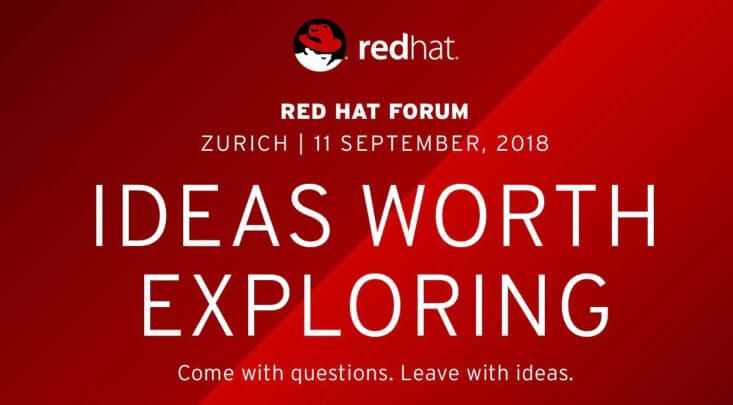 redhat.
RED HAT FORUM
ZURICH | 11 SEPTEMBER, 2018
IDEAS WORTH
EXPLORING
Come with questions. Leave with ideas.